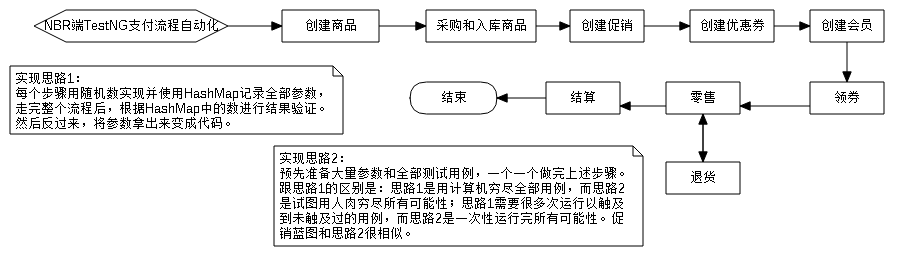 NBR端TestNG支付流程自动化
创建商品
采购和入库商品
创建促销
创建优惠券
创建会员
实现思路1：
每个步骤用随机数实现并使用HashMap记录全部参数，
走完整个流程后，根据HashMap中的数进行结果验证。
然后反过来，将参数拿出来变成代码。
结束
结算
零售
领券
实现思路2：
预先准备大量参数和全部测试用例，一个一个做完上述步骤。
跟思路1的区别是：思路1是用计算机穷尽全部用例，而思路2
是试图用人肉穷尽所有可能性；思路1需要很多次运行以触及
到未触及过的用例，而思路2是一次性运行完所有可能性。促
销蓝图和思路2很相似。
退货